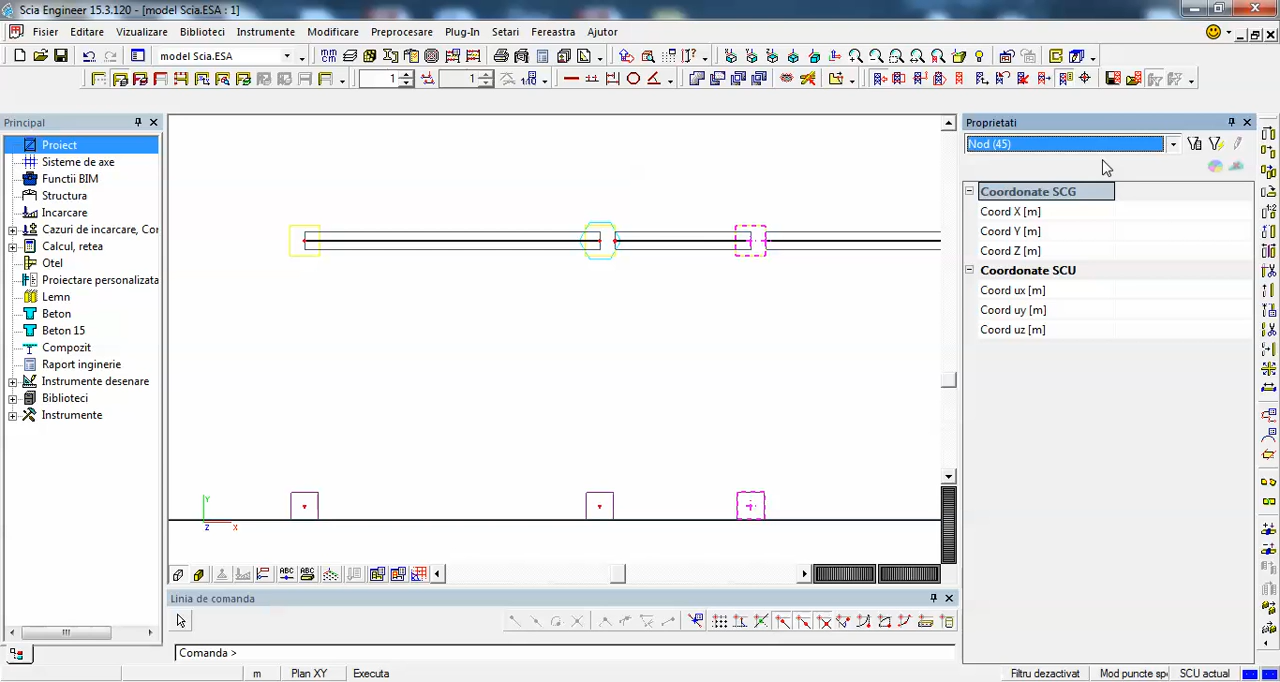 Scia Engineer 15.3.120 - [model Scia.ESA : 1]
Fisier Editare Vizualizare Biblioteci Instrumente Modificare Preprocesare Plug-In Setari Fereastra Ajutor
model Scia.ESA
1 1
Principal
Proiect
Sisteme de axe
Functii BIM
Structura
Incarcare
Cazuri de incarcare, Cor
Calcul, retea
Otel
Proiectare personalizata
Lemn
Beton
Beton 15
Compozit
Raport inginerie
Instrumente desenare
Biblioteci
Instrumente
Y
Z X
ABC ABC
Proprietati
Nod (45)
Coordonate SCG
Coord X [m]
Coord Y [m]
Coord Z [m]
Coordonate SCU
Coord ux [m]
Coord uy [m]
Coord uz [m]
Linia de comanda
Comanda >
m Plan XY Executa Filtru dezactivat Mod puncte sp SCU actual